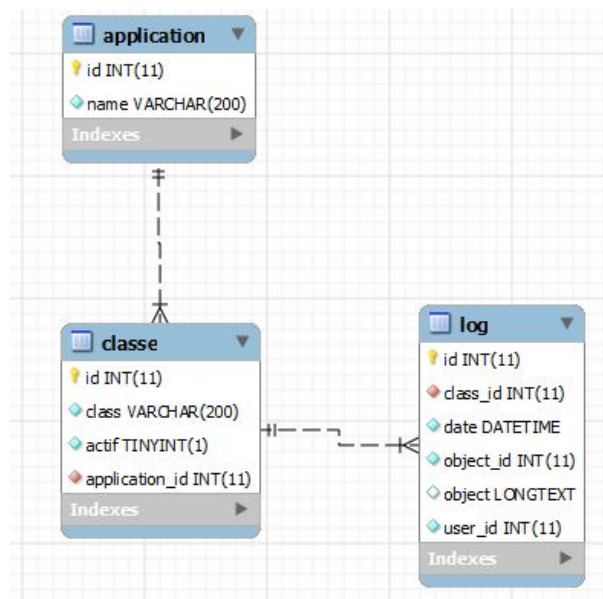 application
id INT(11)
name VARCHAR(200)
Indexes
classe
id INT(11)
class VARCHAR(200)
actif TINYINT(1)
application_id INT(11)
Indexes
log
id INT(11)
class_id INT(11)
date DATETIME
object_id INT(11)
object LONGTEXT
user_id INT(11)
Indexes